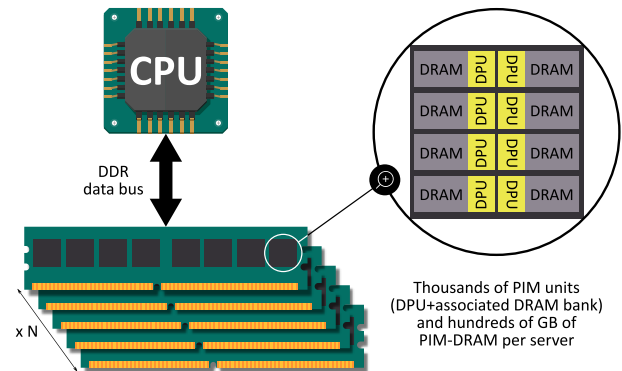 CPU
DDR
data bus
x N
DRAM DPU DPU DRAM
DRAM DPU DPU DRAM
DRAM DPU DPU DRAM
DRAM DPU DPU DRAM
+
Thousands of PIM units
(DPU+associated DRAM bank)
and hundreds of GB of
PIM-DRAM per server